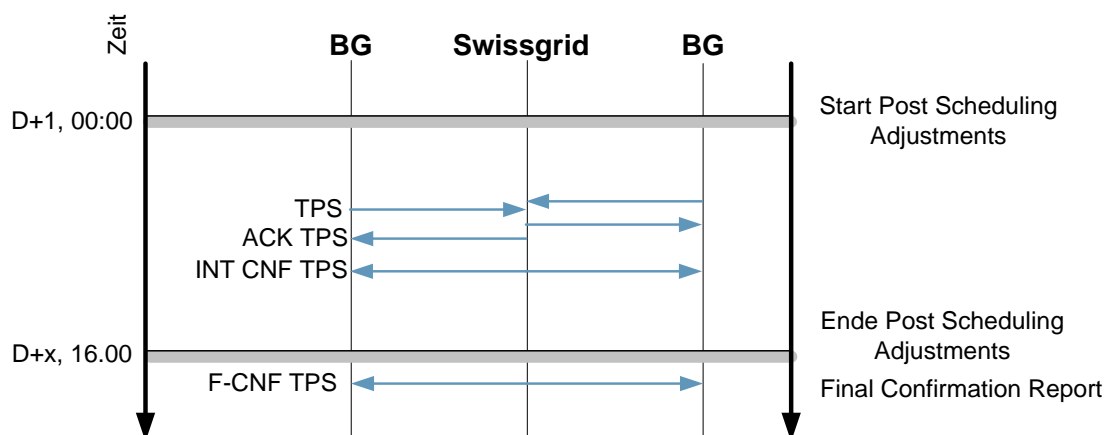 Zeit
BG Swissgrid BG
D+1, 00:00
Start Post Scheduling
Adjustments
TPS
ACK TPS
INT CNF TPS
Ende Post Scheduling
Adjustments
D+x, 16.00
F-CNF TPS
Final Confirmation Report